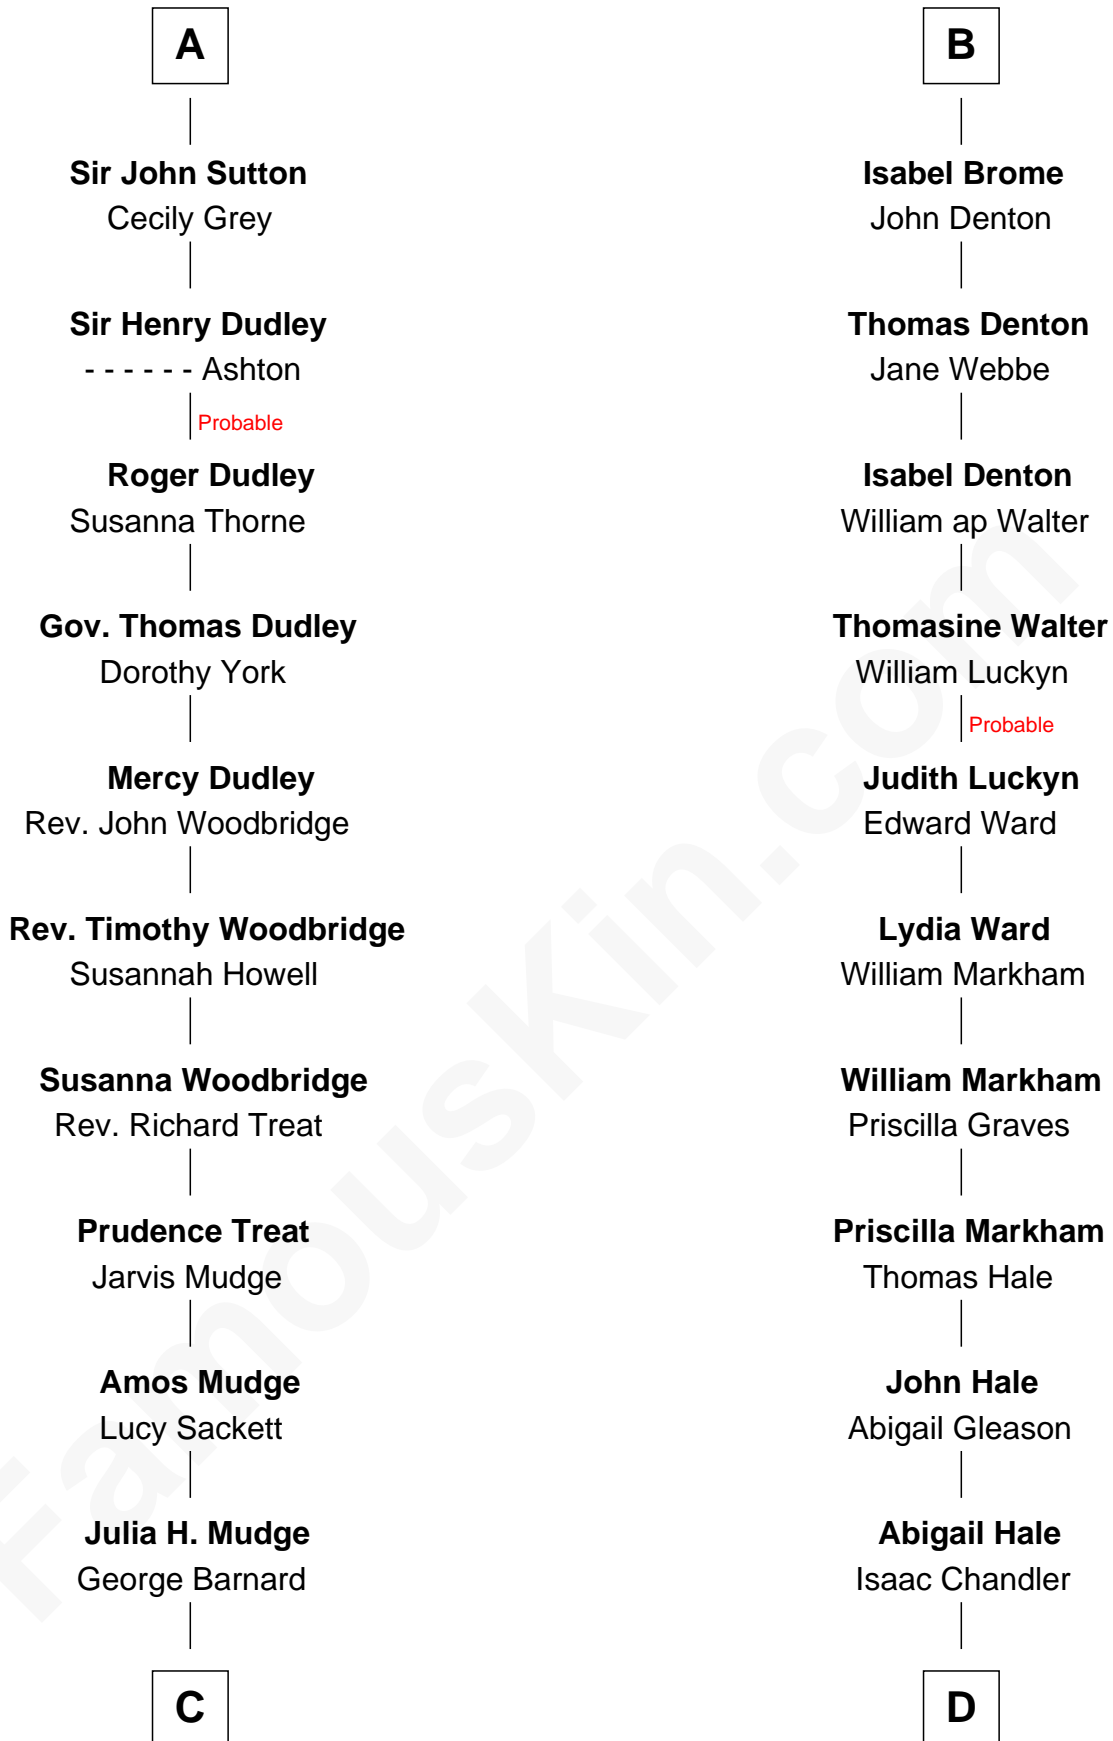 A
Sir John Sutton
Cecily Grey
Sir Henry Dudley
- - - - - - Ashton
Probable
Roger Dudley
Susanna Thorne
Gov. Thomas Dudley
Dorothy York
Mercy Dudley
Rev. John Woodbridge
Rev. Timothy Woodbridge
Susannah Howell
Susanna Woodbridge
Rev. Richard Treat
Prudence Treat
Jarvis Mudge
Amos Mudge
Lucy Sackett
Julia H. Mudge
George Barnard
C
B
Isabel Brome
John Denton
Thomas Denton
Jane Webbe
Isabel Denton
William ap Walter
Thomasine Walter
William Luckyn
Probable
Judith Luckyn
Edward Ward
Lydia Ward
William Markham
William Markham
Priscilla Graves
Priscilla Markham
Thomas Hale
John Hale
Abigail Gleason
Abigail Hale
Isaac Chandler
D
FamousKin.com